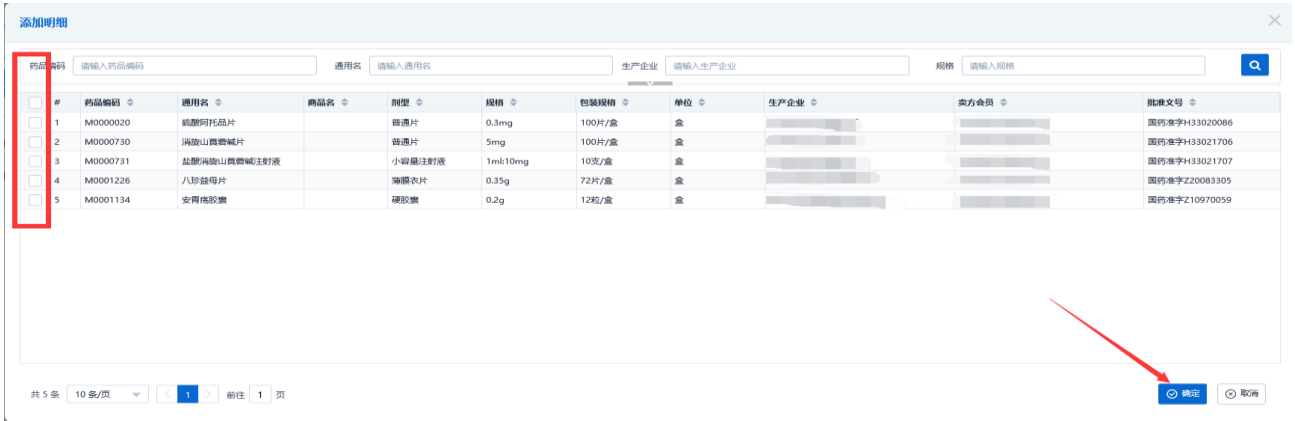 添加明细
药品编码 请输入药品编码 通用名 请输入通用名 生产企业 请输入生产企业 规格 请输入规格
# 药品编码 通用名 商品名 剂型 规格 包装规格 单位 生产企业 卖方会员 批准文号
1 M0000020 硫酸阿托品片 普通片 0.3mg 100片/盒 盒 国药准字H33020086
2 M0000730 消旋山莨菪碱片 普通片 5mg 100片/盒 盒 国药准字H33021706
3 M0000731 盐酸消旋山莨菪碱注射液 小容量注射液 1ml:10mg 10支/盒 盒 国药准字H33021707
4 M0001226 八珍益母片 薄膜衣片 0.35g 72片/盒 盒 国药准字Z20083305
5 M0001134 安胃疡胶囊 硬胶囊 0.2g 12粒/盒 盒 国药准字Z10970059
共 5 条 10 条/页 1 前往 1 页 确定 取消